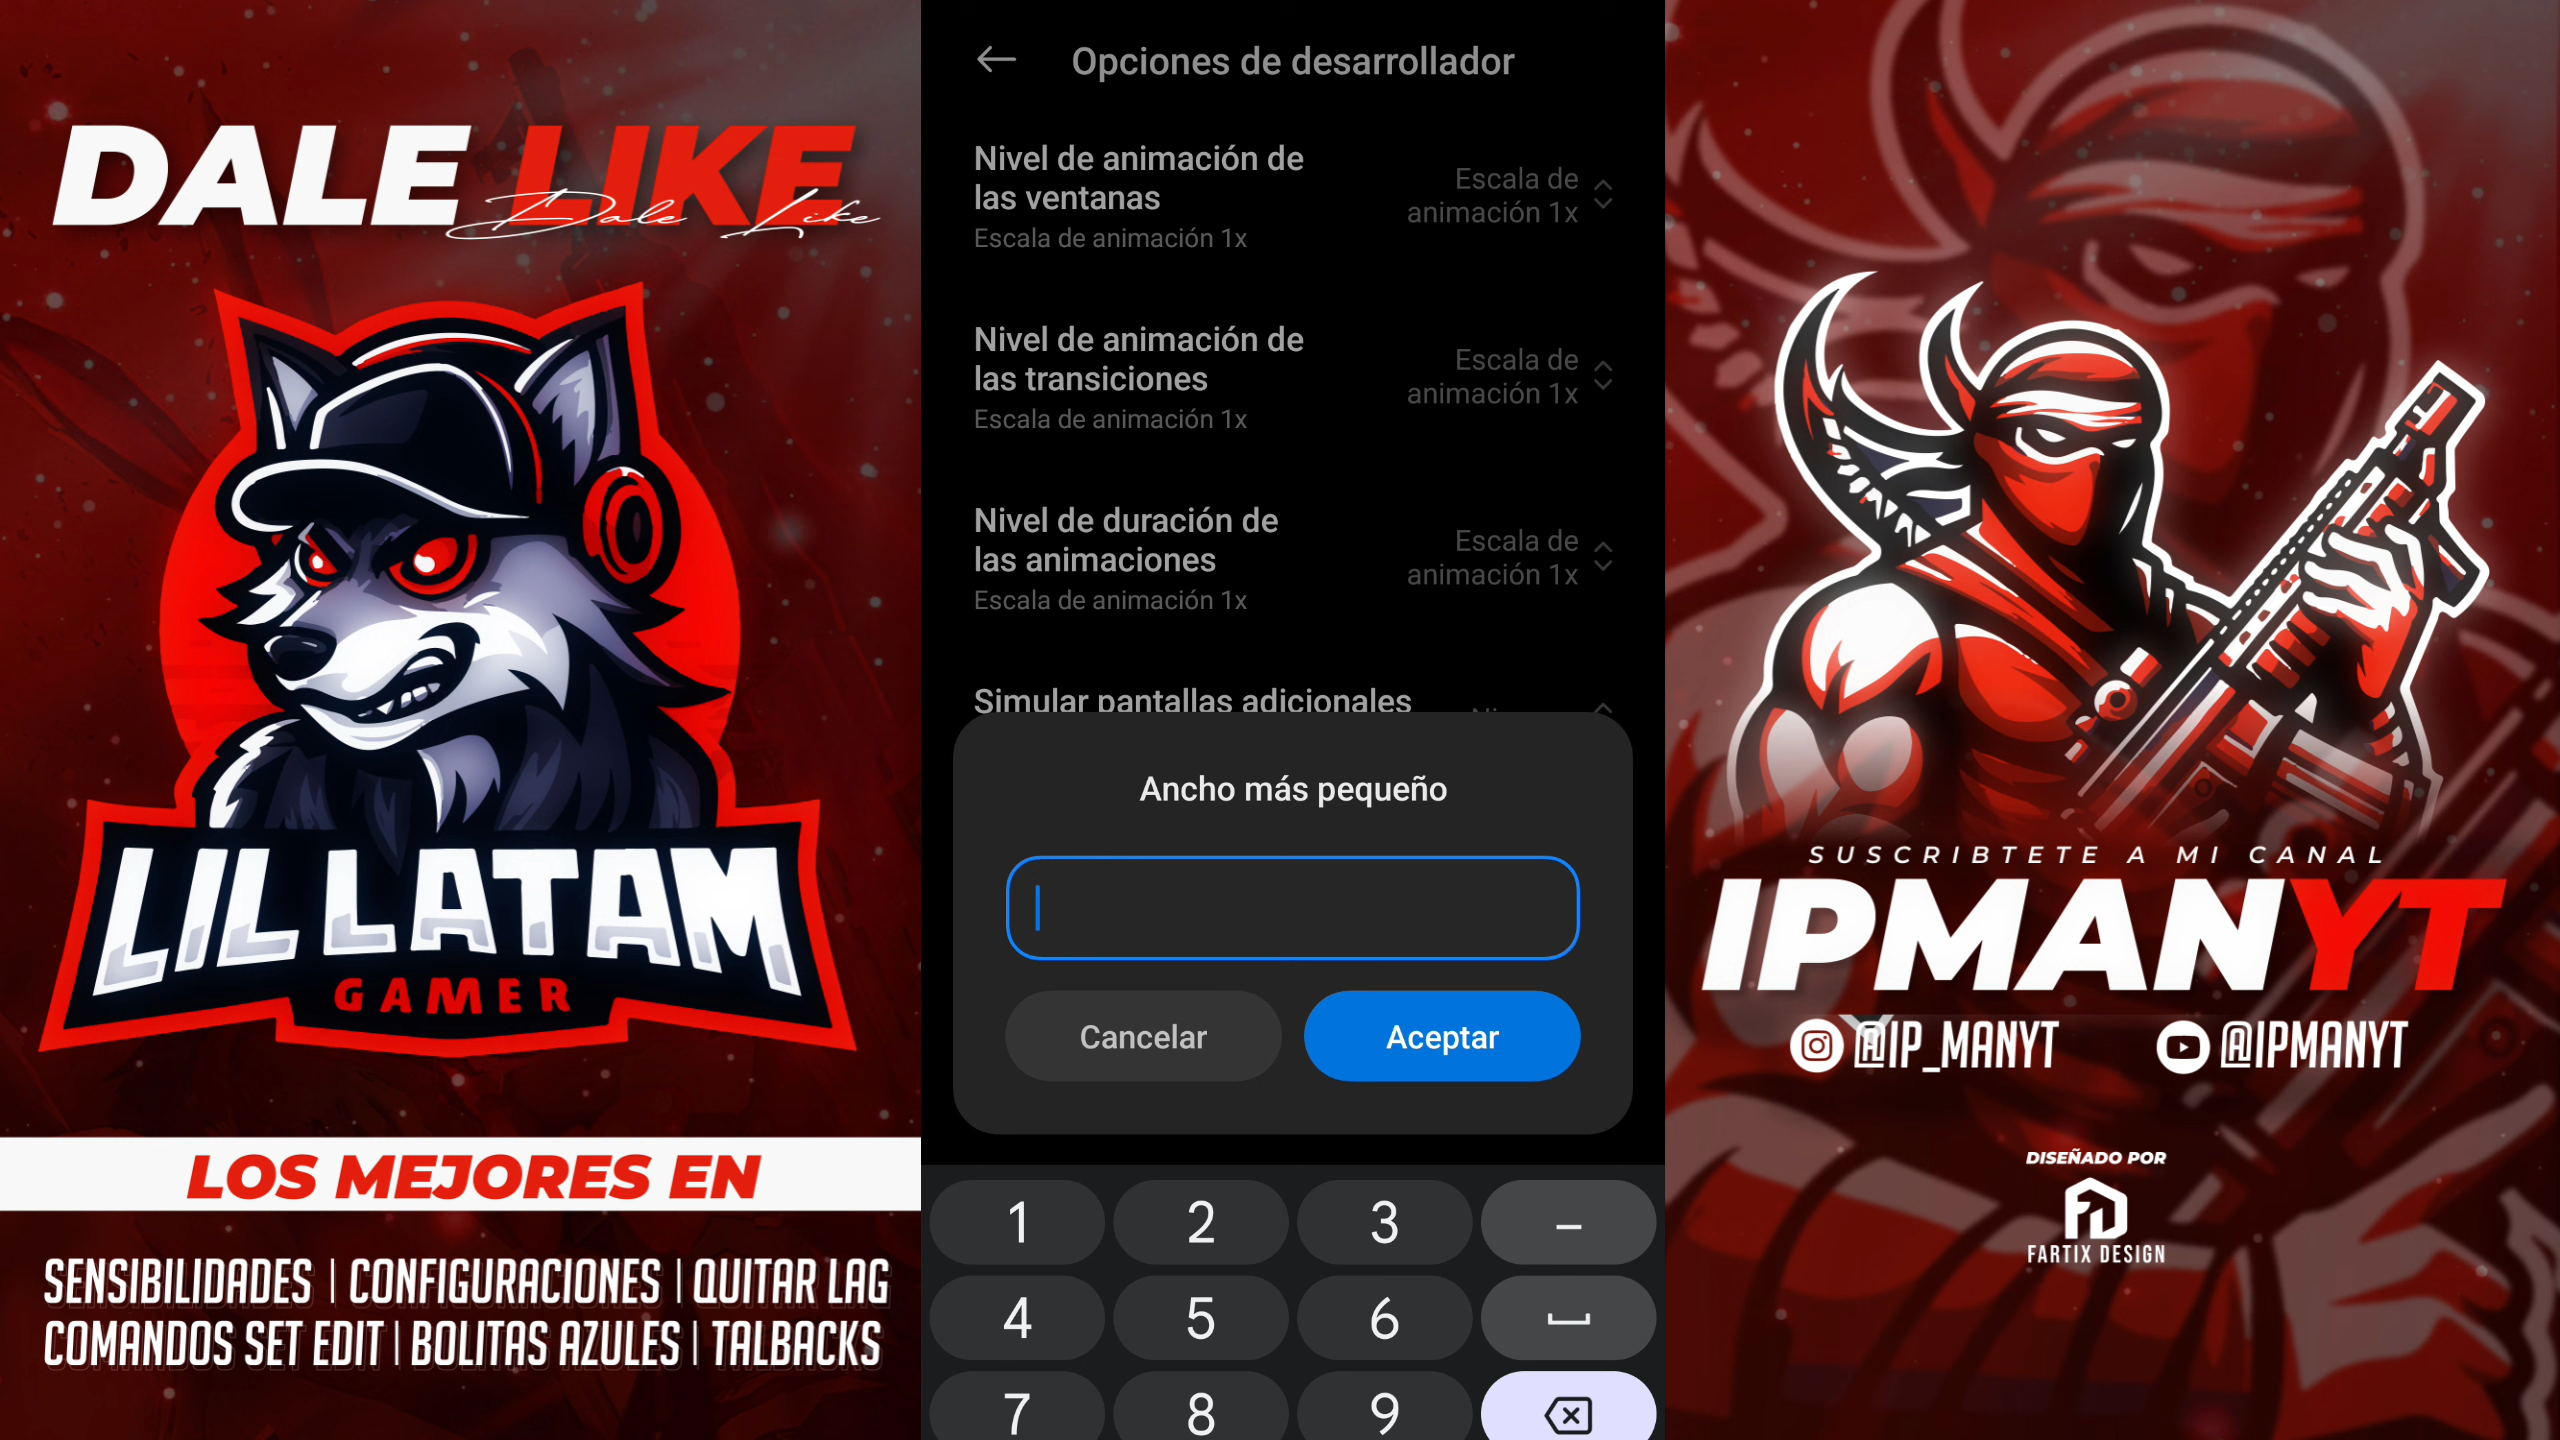 DALE LIKE
Dale Like
LIL LATAM
GAMER
LOS MEJORES EN
SENSIBILIDADES | CONFIGURACIONES | QUITAR LAG
COMANDOS SET EDIT | BOLITAS AZULES | TALBACKS
Opciones de desarrollador
Nivel de animación de
las ventanas
Escala de animación 1x
Escala de
animación 1x
Nivel de animación de
las transiciones
Escala de animación 1x
Escala de
animación 1x
Nivel de duración de
las animaciones
Escala de animación 1x
Escala de
animación 1x
Simular pantallas adicionales
Ancho más pequeño
Cancelar
Aceptar
1 2 3 –
4 5 6
7 8 9
SUSCRIBTETE A MI CANAL
IPMANYT
@IP_MANYT
@IPMANYT
DISEÑADO POR
FARTIX DESIGN